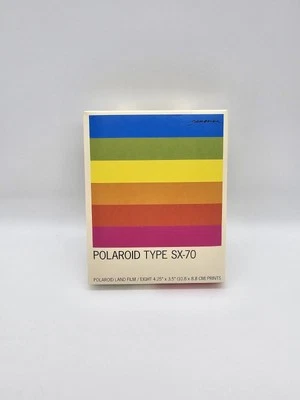 POLAROID TYPE SX-70
POLAROID LAND FILM / EIGHT 4.25" x 3.5" (10.8 x 8.8 CM) PRINTS